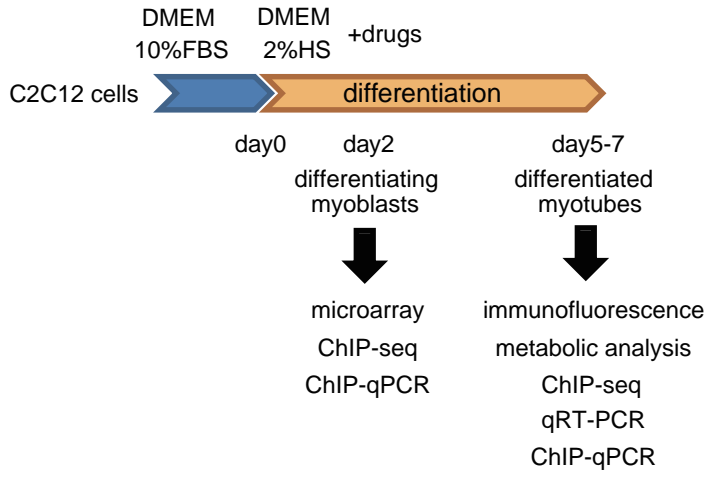 DMEM
10%FBS
DMEM
2%HS
+drugs
C2C12 cells
differentiation
day0
day2
day5-7
differentiating
myoblasts
differentiated
myotubes
microarray
ChIP-seq
ChIP-qPCR
immunofluorescence
metabolic analysis
ChIP-seq
qRT-PCR
ChIP-qPCR